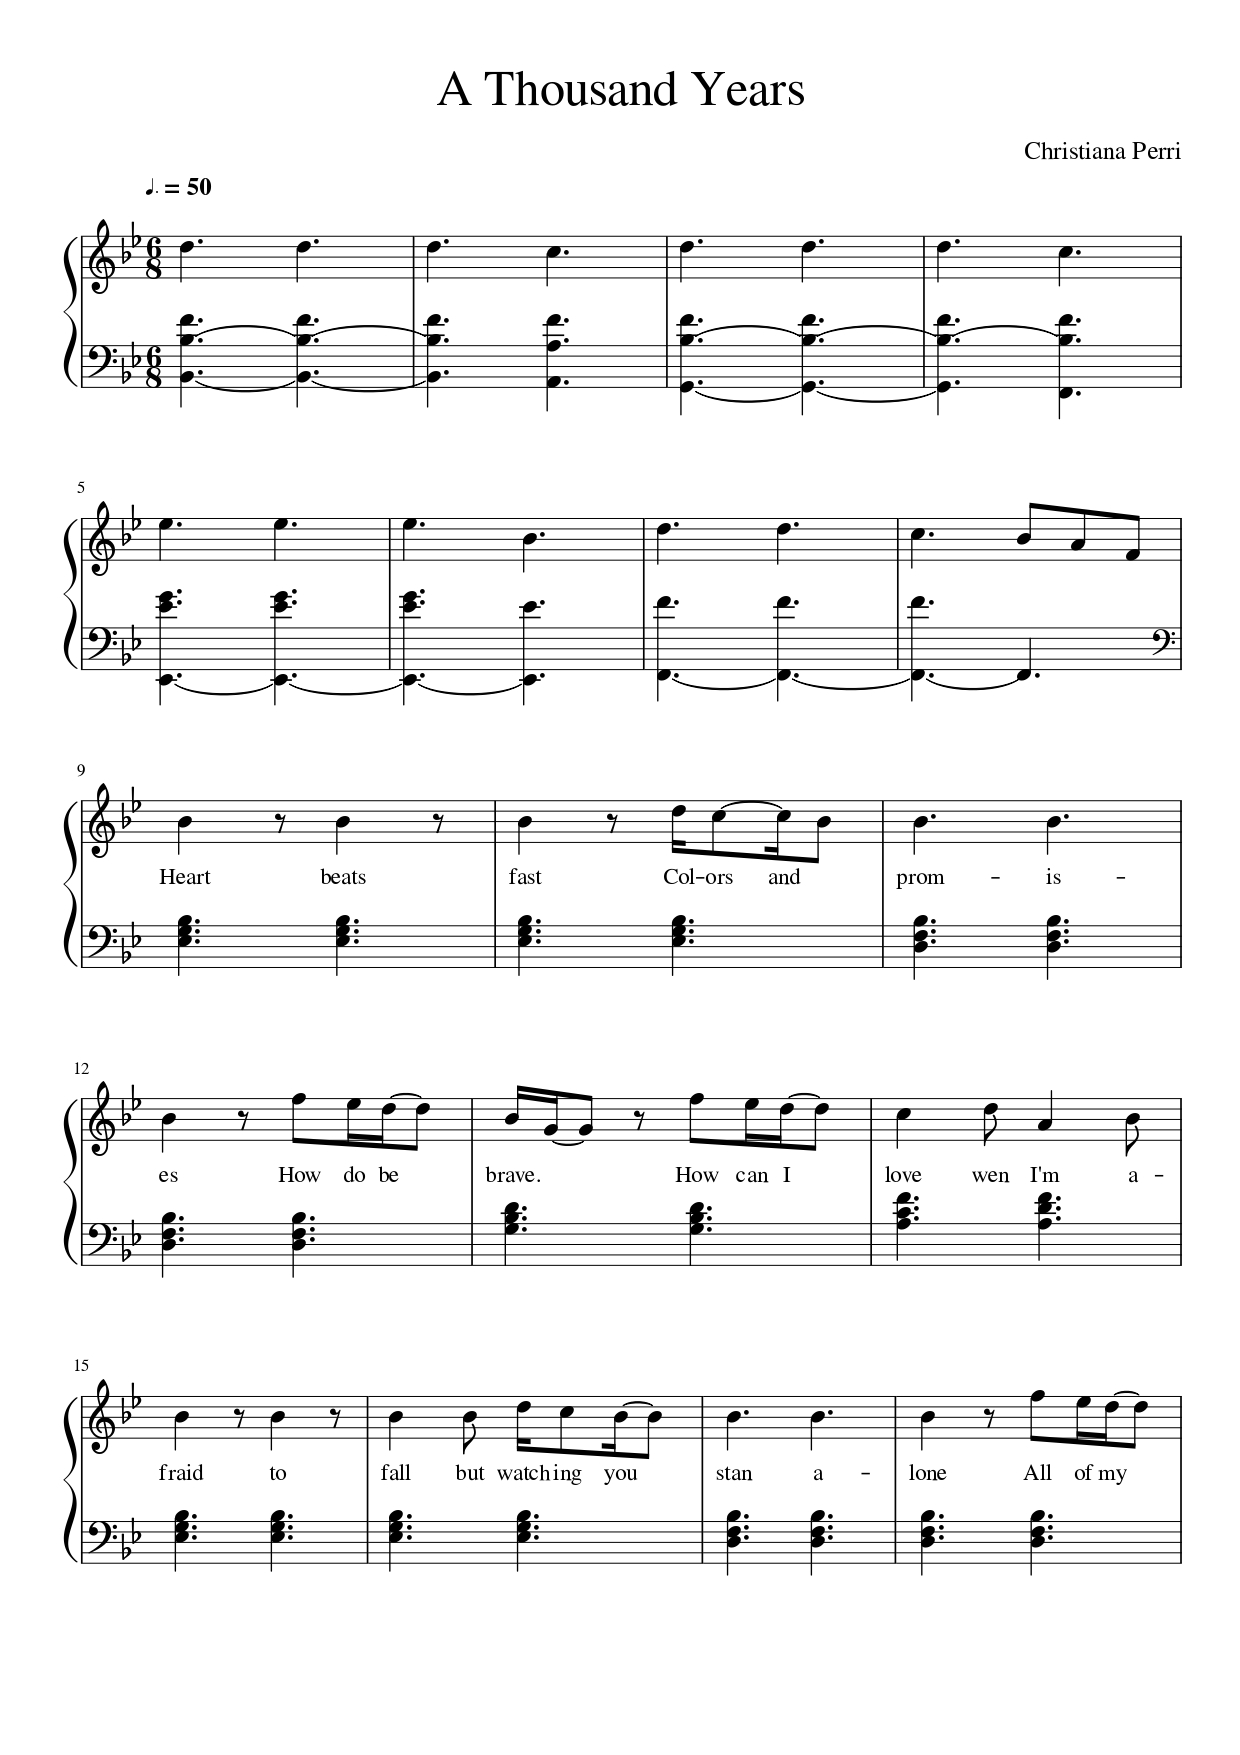 A Thousand Years
Christiana Perri
♩. = 50
6 8
6 8
5
9
Heart beats fast Col-ors and prom - is -
12
es How do be brave. How can I love wen I'm a-
15
fraid to fall but watching you stan a - lone All of my